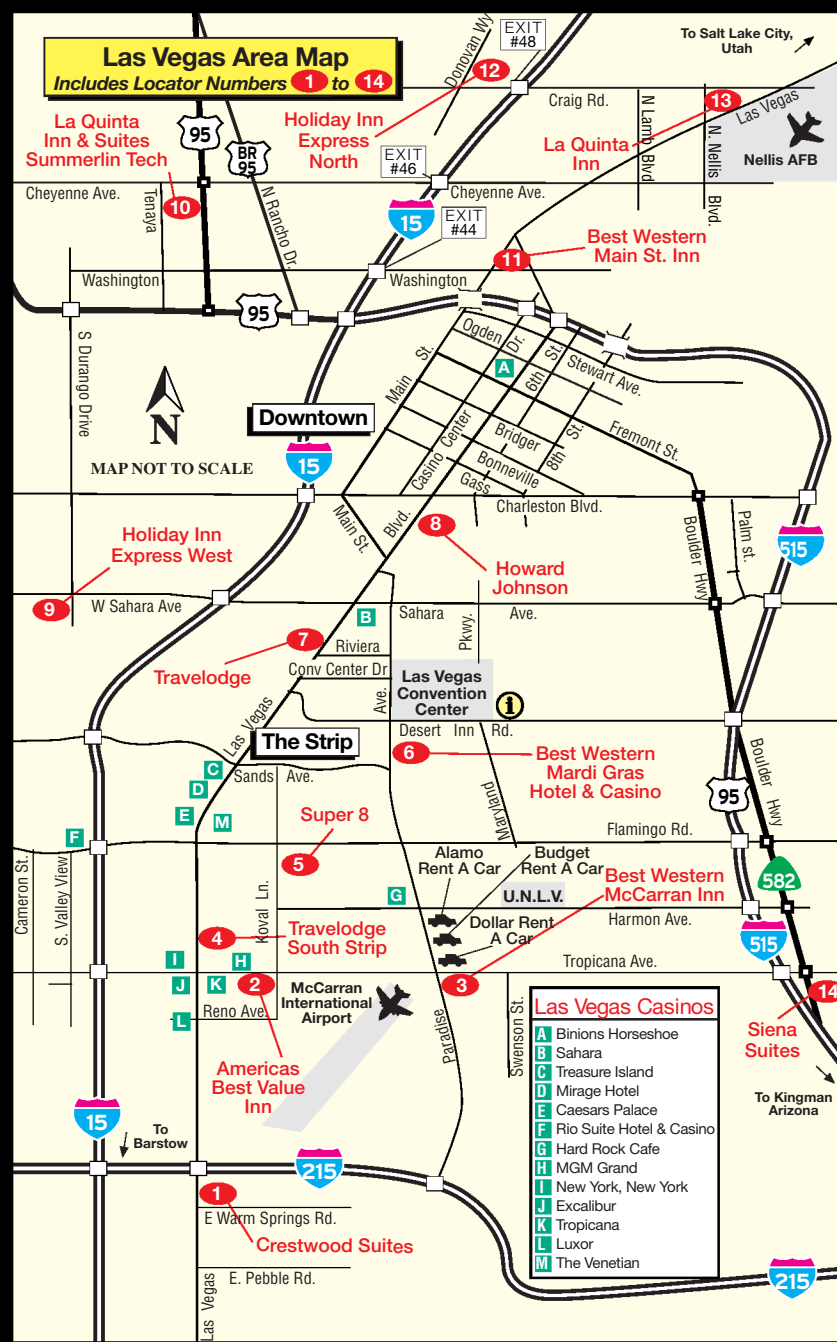 Las Vegas Area Map
Includes Locator Numbers 1 to 14
Donovan Wy
EXIT
#48
To Salt Lake City,
Utah
12
Craig Rd.
13
Las Vegas
La Quinta
Inn & Suites
Summerlin Tech
95
BR
95
Holiday Inn
Express
North
EXIT
#46
La Quinta
Inn
N Lamb Blvd
N. Nellis
Blvd.
Nellis AFB
Cheyenne Ave.
Tenaya
10
N Rancho Dr.
15
Cheyenne Ave.
EXIT
#44
11
Best Western
Main St. Inn
Washington
Washington
95
S Durango Drive
N
MAP NOT TO SCALE
Downtown
15
Main St.
Ogden
Dr.
A
6th St.
Stewart Ave.
Casino Center
Bridger
8th St.
Fremont St.
Bonneville
Gass
Charleston Blvd.
Main St.
Blvd.
8
Howard
Johnson
Boulder Hwy
Palm st.
515
Holiday Inn
Express West
9
W Sahara Ave
B
Sahara Ave.
Pkwy.
7
Riviera
Travelodge
Conv Center Dr
Ave.
Las Vegas
Convention
Center
i
Desert Inn Rd.
Las Vegas
The Strip
6
Best Western
Mardi Gras
Hotel & Casino
C
Sands Ave.
D
E
M
Super 8
Maryland
95
Boulder Hwy
Flamingo Rd.
F
5
Cameron St.
S. Valley View
Koval Ln.
Alamo
Rent A Car
Budget
Rent A Car
Best Western
McCarran Inn
582
G
U.N.L.V.
Harmon Ave.
Dollar Rent
A Car
4
Travelodge
South Strip
515
I
H
Tropicana Ave.
J
K
2
3
14
McCarran
International
Airport
L
Reno Ave.
Paradise
Swenson St.
Siena
Suites
Americas
Best Value
Inn
To Kingman
Arizona
15
To
Barstow
215
1
E Warm Springs Rd.
Crestwood Suites
E. Pebble Rd.
Las Vegas
215
Las Vegas Casinos
A Binions Horseshoe
B Sahara
C Treasure Island
D Mirage Hotel
E Caesars Palace
F Rio Suite Hotel & Casino
G Hard Rock Cafe
H MGM Grand
I New York, New York
J Excalibur
K Tropicana
L Luxor
M The Venetian